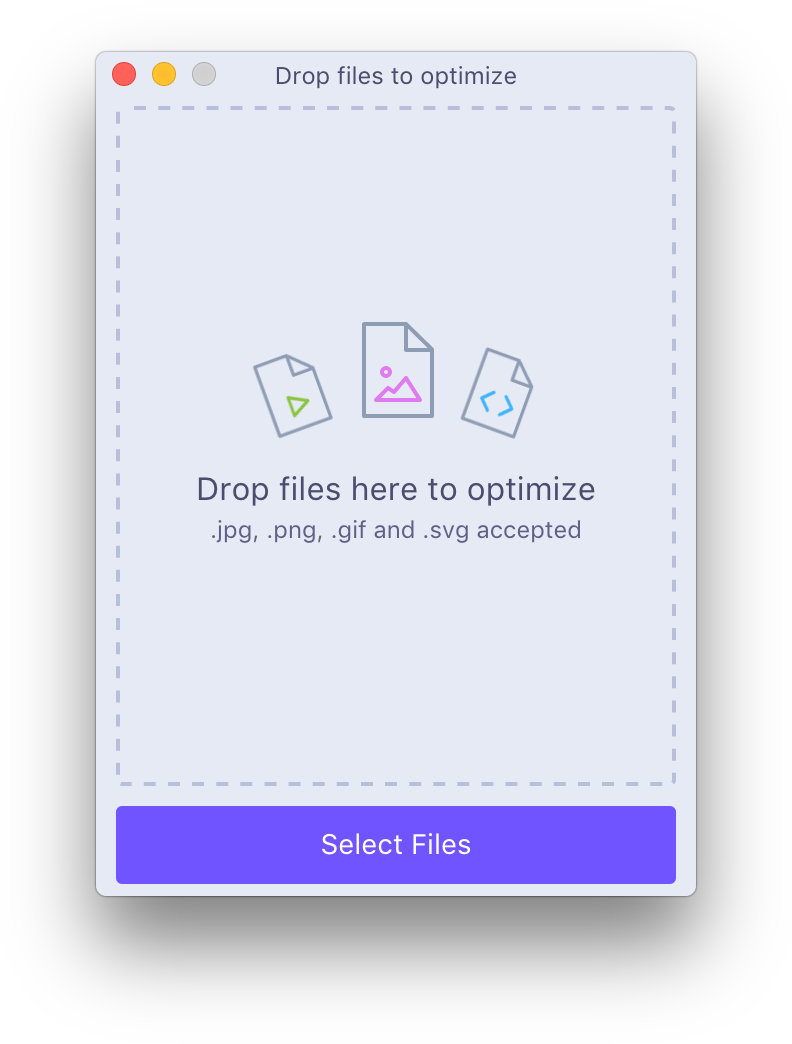 Drop files to optimize
Drop files here to optimize
.jpg, .png, .gif and .svg accepted
Select Files